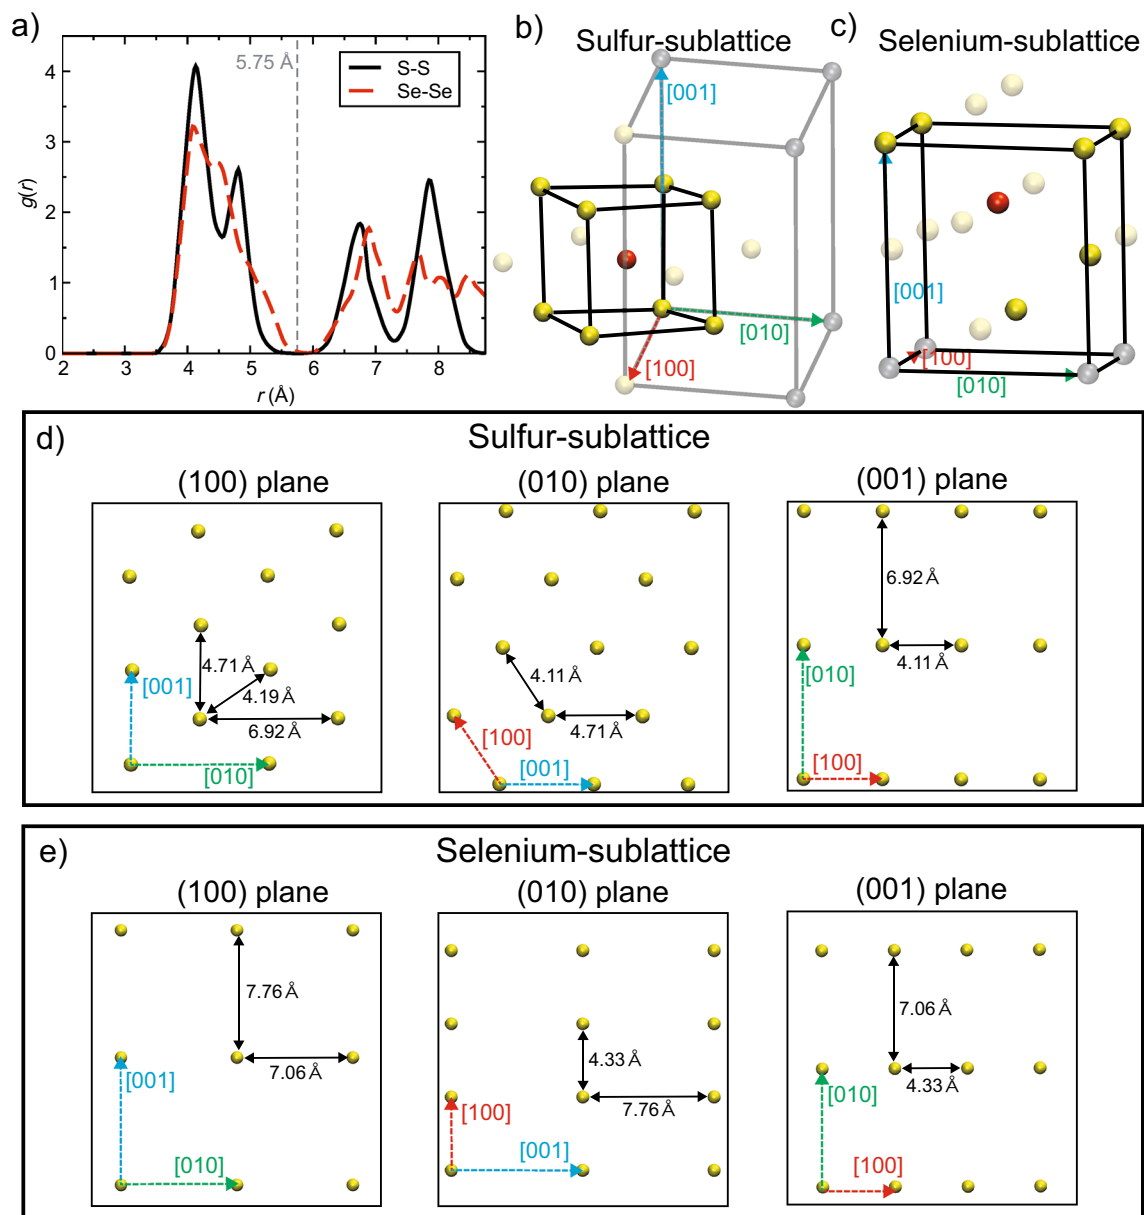 a)
5.75 Å
S-S
Se-Se
g(r)
4
3
2
1
0
2 3 4 5 6 7 8
r (Å)
b)
Sulfur-sublattice
[001]
[010]
[100]
c)
Selenium-sublattice
[001]
[100]
[010]
d)
Sulfur-sublattice
(100) plane
4.71 Å
[001]
4.19 Å
6.92 Å
[010]
(010) plane
4.11 Å
4.71 Å
[100]
[001]
(001) plane
6.92 Å
4.11 Å
[010]
[100]
e)
Selenium-sublattice
(100) plane
7.76 Å
7.06 Å
[001]
[010]
(010) plane
4.33 Å
7.76 Å
[100]
[001]
(001) plane
7.06 Å
4.33 Å
[010]
[100]